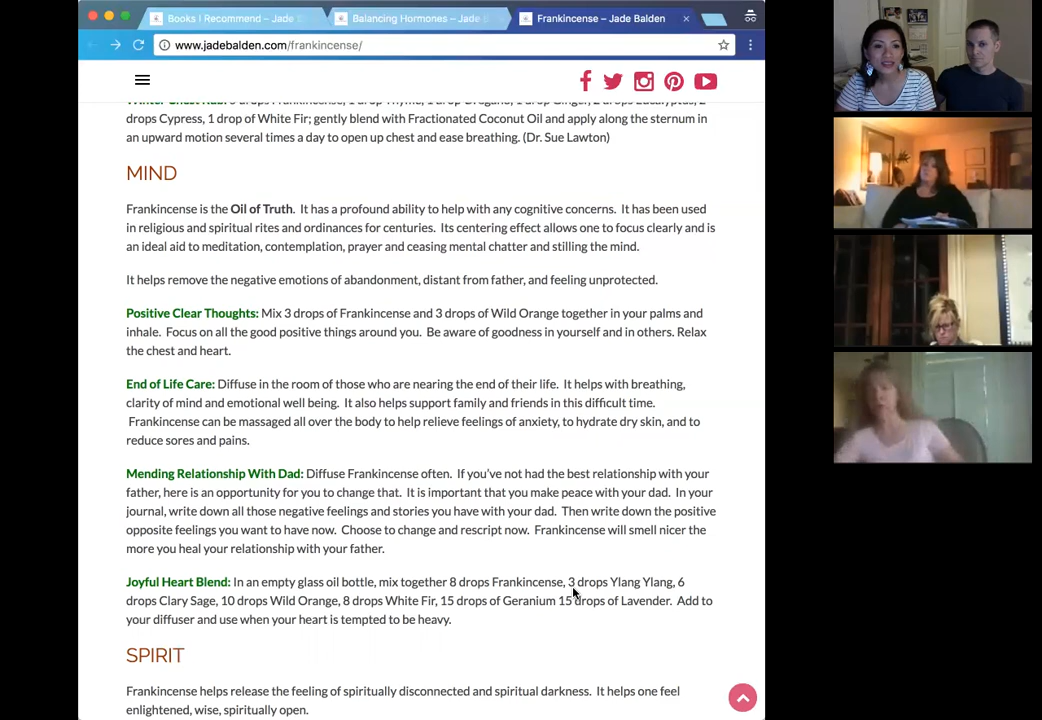 Books I Recommend – Jade B
Balancing Hormones – Jade
Frankincense – Jade Balden
www.jadebalden.com/frankincense/
drops Cypress, 1 drop of White Fir; gently blend with Fractionated Coconut Oil and apply along the sternum in
an upward motion several times a day to open up chest and ease breathing. (Dr. Sue Lawton)
MIND
Frankincense is the Oil of Truth. It has a profound ability to help with any cognitive concerns. It has been used
in religious and spiritual rites and ordinances for centuries. Its centering effect allows one to focus clearly and is
an ideal aid to meditation, contemplation, prayer and ceasing mental chatter and stilling the mind.
It helps remove the negative emotions of abandonment, distant from father, and feeling unprotected.
Positive Clear Thoughts: Mix 3 drops of Frankincense and 3 drops of Wild Orange together in your palms and
inhale. Focus on all the good positive things around you. Be aware of goodness in yourself and in others. Relax
the chest and heart.
End of Life Care: Diffuse in the room of those who are nearing the end of their life. It helps with breathing,
clarity of mind and emotional well being. It also helps support family and friends in this difficult time.
Frankincense can be massaged all over the body to help relieve feelings of anxiety, to hydrate dry skin, and to
reduce sores and pains.
Mending Relationship With Dad: Diffuse Frankincense often. If you've not had the best relationship with your
father, here is an opportunity for you to change that. It is important that you make peace with your dad. In your
journal, write down all those negative feelings and stories you have with your dad. Then write down the positive
opposite feelings you want to have now. Choose to change and rescript now. Frankincense will smell nicer the
more you heal your relationship with your father.
Joyful Heart Blend: In an empty glass oil bottle, mix together 8 drops Frankincense, 3 drops Ylang Ylang, 6
drops Clary Sage, 10 drops Wild Orange, 8 drops White Fir, 15 drops of Geranium 15 drops of Lavender. Add to
your diffuser and use when your heart is tempted to be heavy.
SPIRIT
Frankincense helps release the feeling of spiritually disconnected and spiritual darkness. It helps one feel
enlightened, wise, spiritually open.